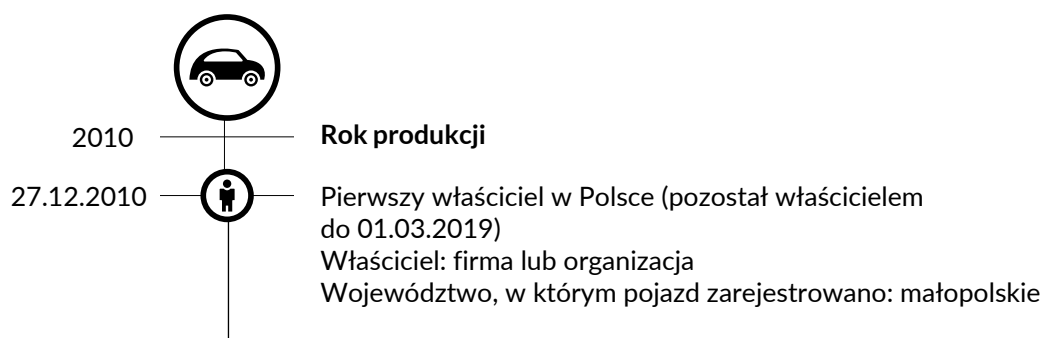 2010 Rok produkcji
27.12.2010 Pierwszy właściciel w Polsce (pozostał właścicielem
do 01.03.2019)
Właściciel: firma lub organizacja
Województwo, w którym pojazd zarejestrowano: małopolskie